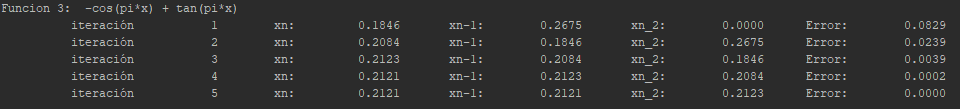 Funcion 3:  -cos(pi*x) + tan(pi*x)
iteración 1 xn: 0.1846 xn-1: 0.2675 xn_2: 0.0000 Error: 0.0829
iteración 2 xn: 0.2084 xn-1: 0.1846 xn_2: 0.2675 Error: 0.0239
iteración 3 xn: 0.2123 xn-1: 0.2084 xn_2: 0.1846 Error: 0.0039
iteración 4 xn: 0.2121 xn-1: 0.2123 xn_2: 0.2084 Error: 0.0002
iteración 5 xn: 0.2121 xn-1: 0.2121 xn_2: 0.2123 Error: 0.0000